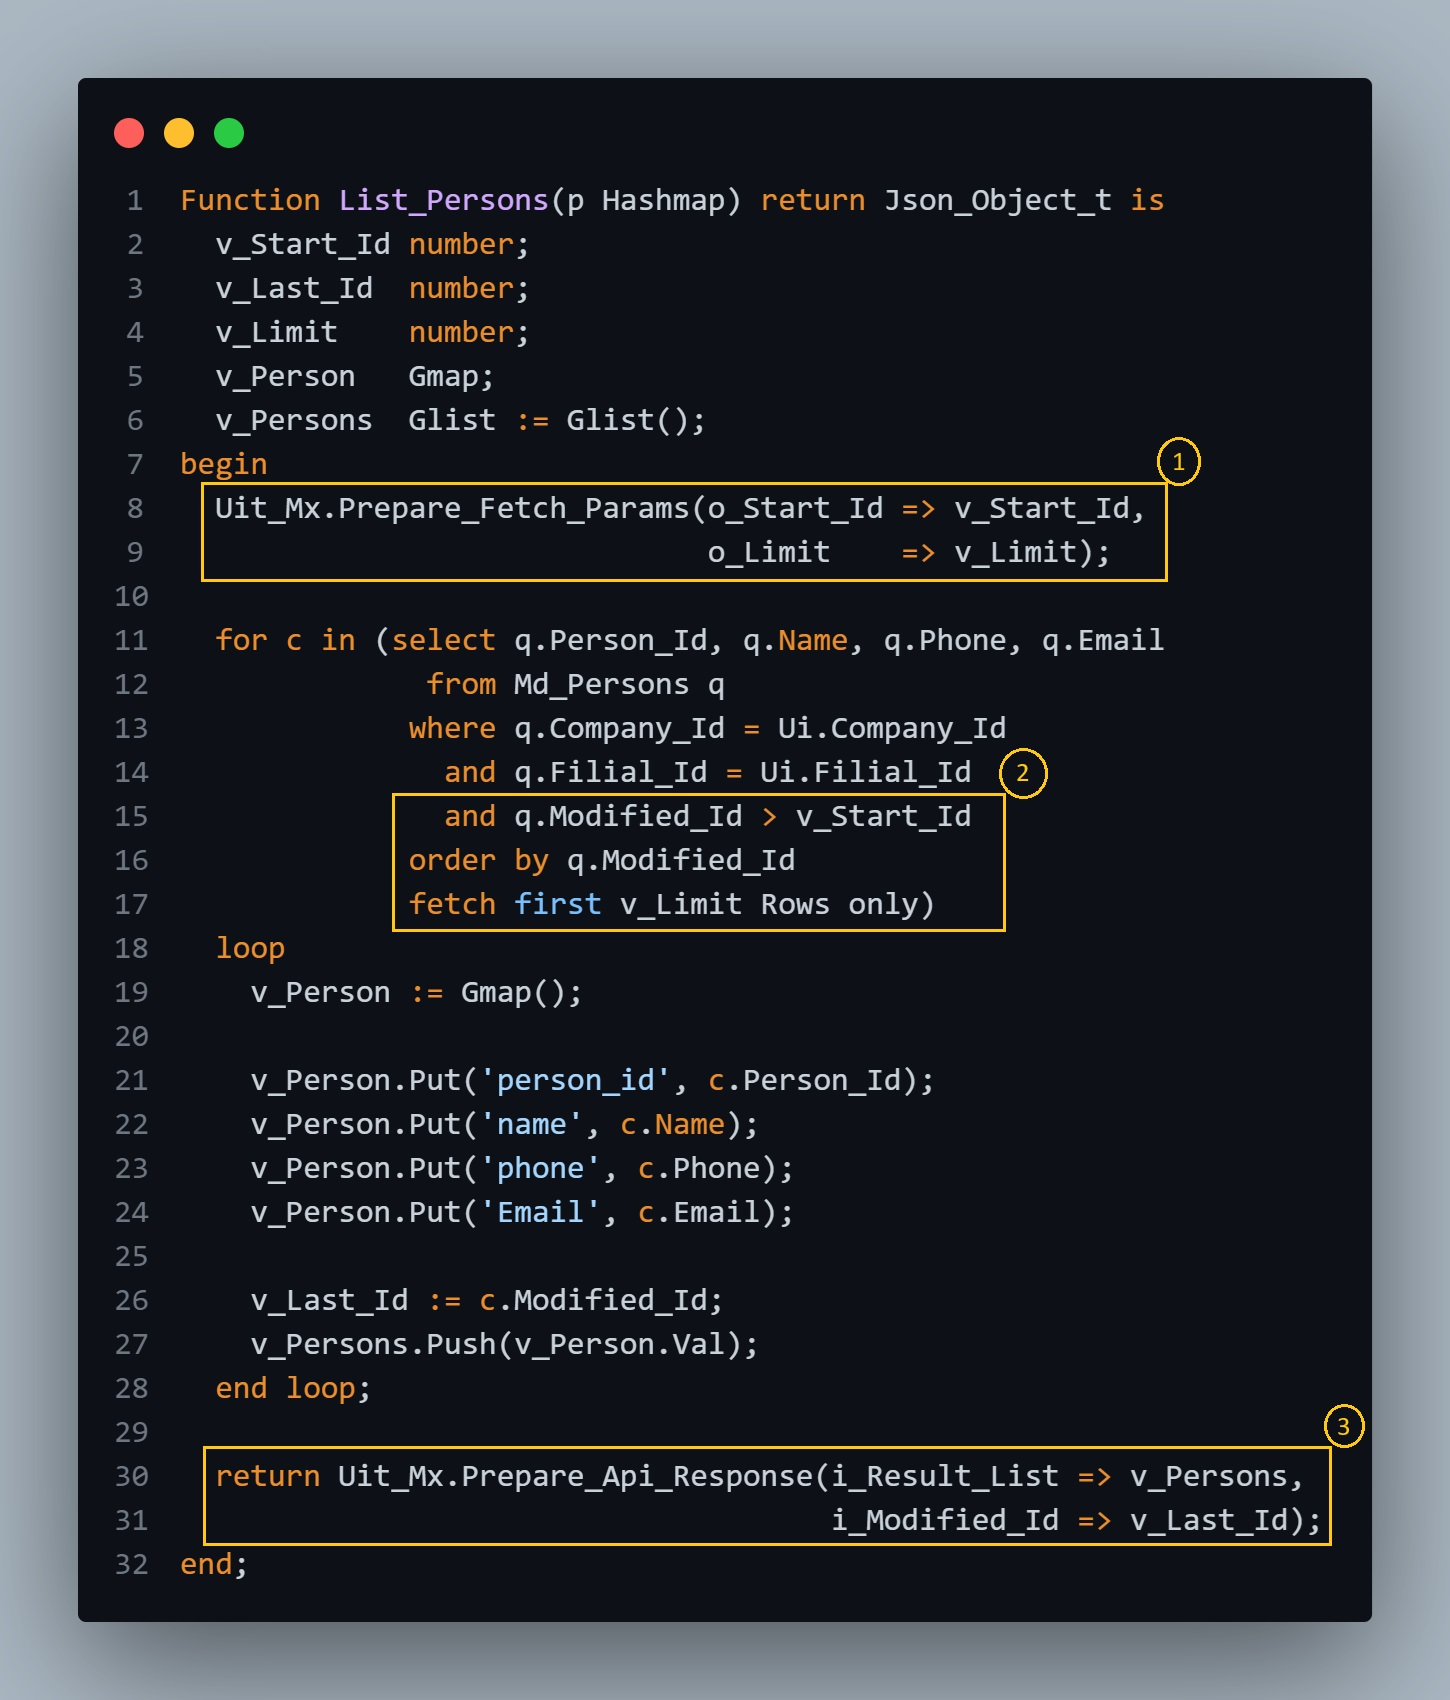 1 Function List_Persons(p Hashmap) return Json_Object_t is
2   v_Start_Id number;
3   v_Last_Id  number;
4   v_Limit    number;
5   v_Person   Gmap;
6   v_Persons  Glist := Glist();
7 begin
1
8   Uit_Mx.Prepare_Fetch_Params(o_Start_Id => v_Start_Id,
9                               o_Limit    => v_Limit);
10
11   for c in (select q.Person_Id, q.Name, q.Phone, q.Email
12               from Md_Persons q
13              where q.Company_Id = Ui.Company_Id
14                and q.Filial_Id = Ui.Filial_Id
2
15                and q.Modified_Id > v_Start_Id
16              order by q.Modified_Id
17              fetch first v_Limit Rows only)
18   loop
19     v_Person := Gmap();
20
21     v_Person.Put('person_id', c.Person_Id);
22     v_Person.Put('name', c.Name);
23     v_Person.Put('phone', c.Phone);
24     v_Person.Put('Email', c.Email);
25
26     v_Last_Id := c.Modified_Id;
27     v_Persons.Push(v_Person.Val);
28   end loop;
29
3
30   return Uit_Mx.Prepare_Api_Response(i_Result_List => v_Persons,
31                                      i_Modified_Id => v_Last_Id);
32 end;